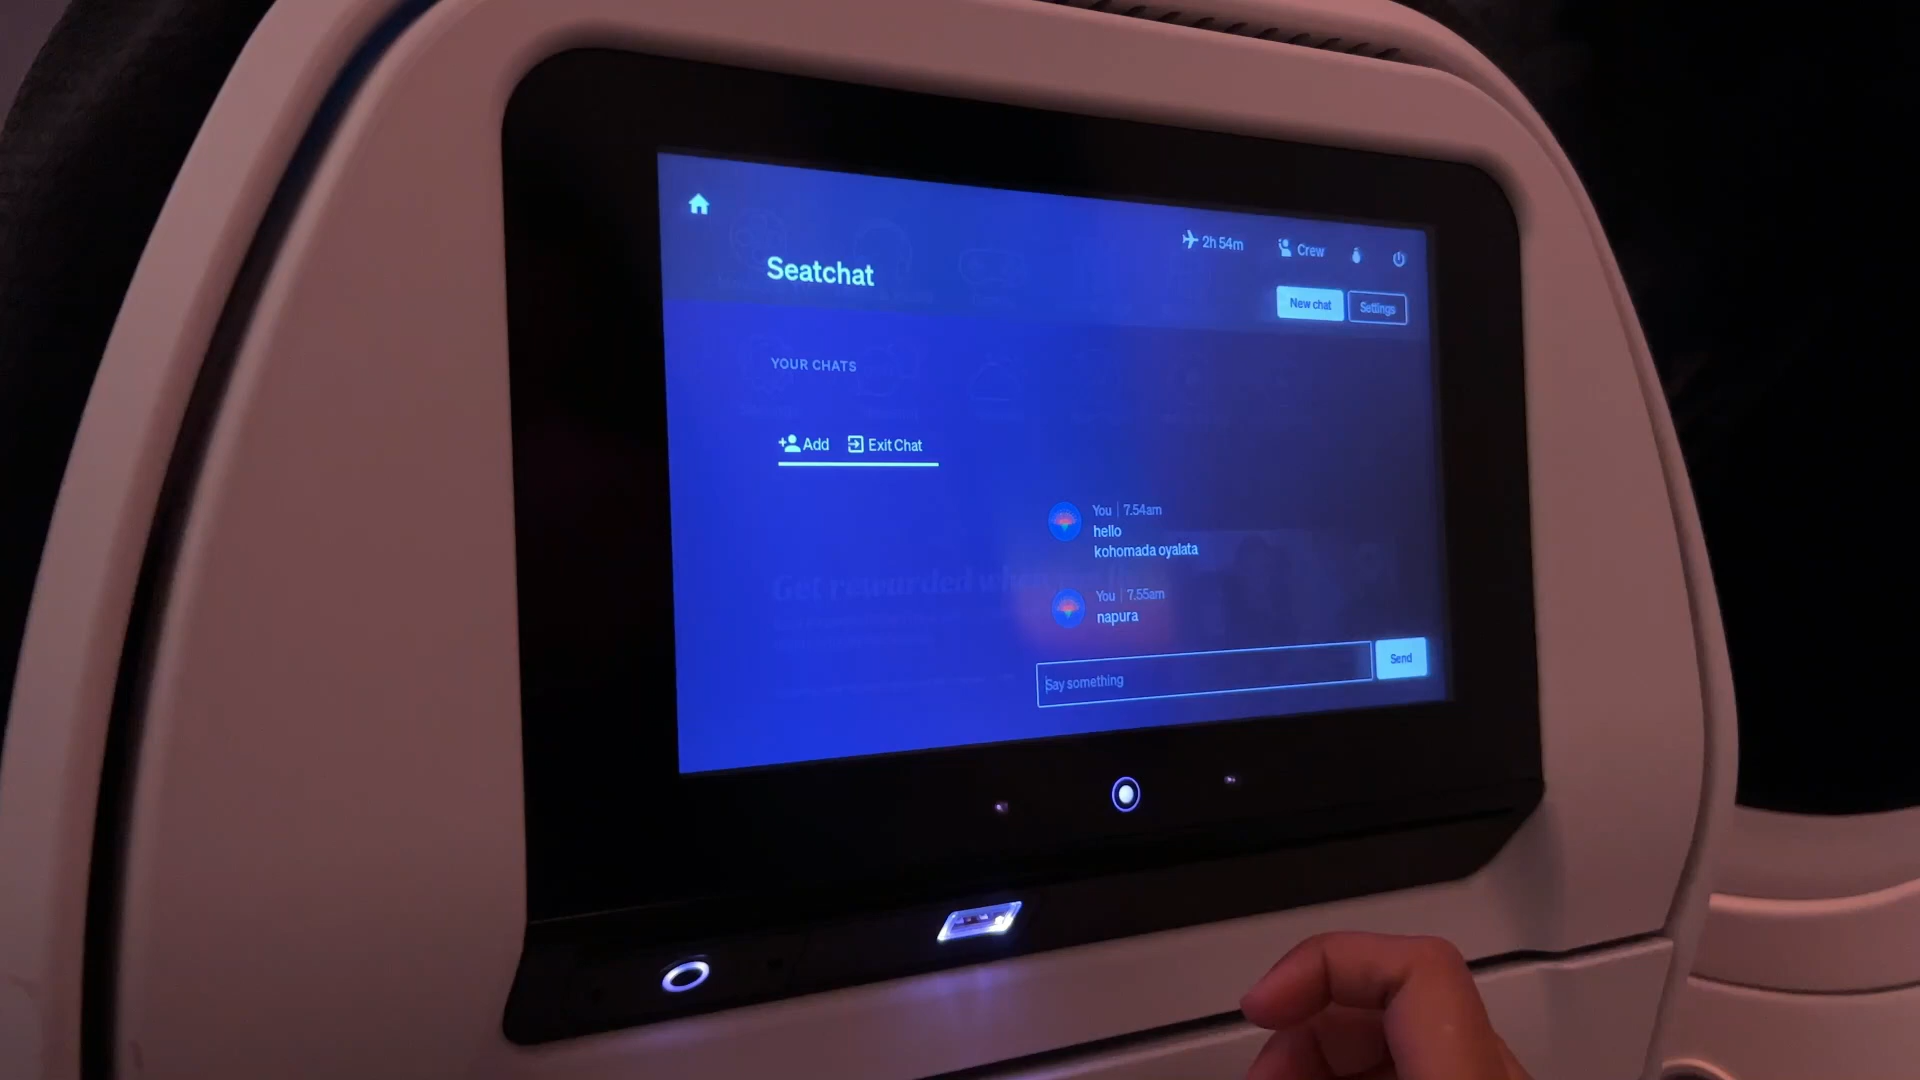 2h 54m
Crew
Seatchat
New chat
Settings
YOUR CHATS
Add
Exit Chat
You | 7.54am
hello
kohomada oyalata
Get rewarded
You | 7.55am
napura
Say something
Send